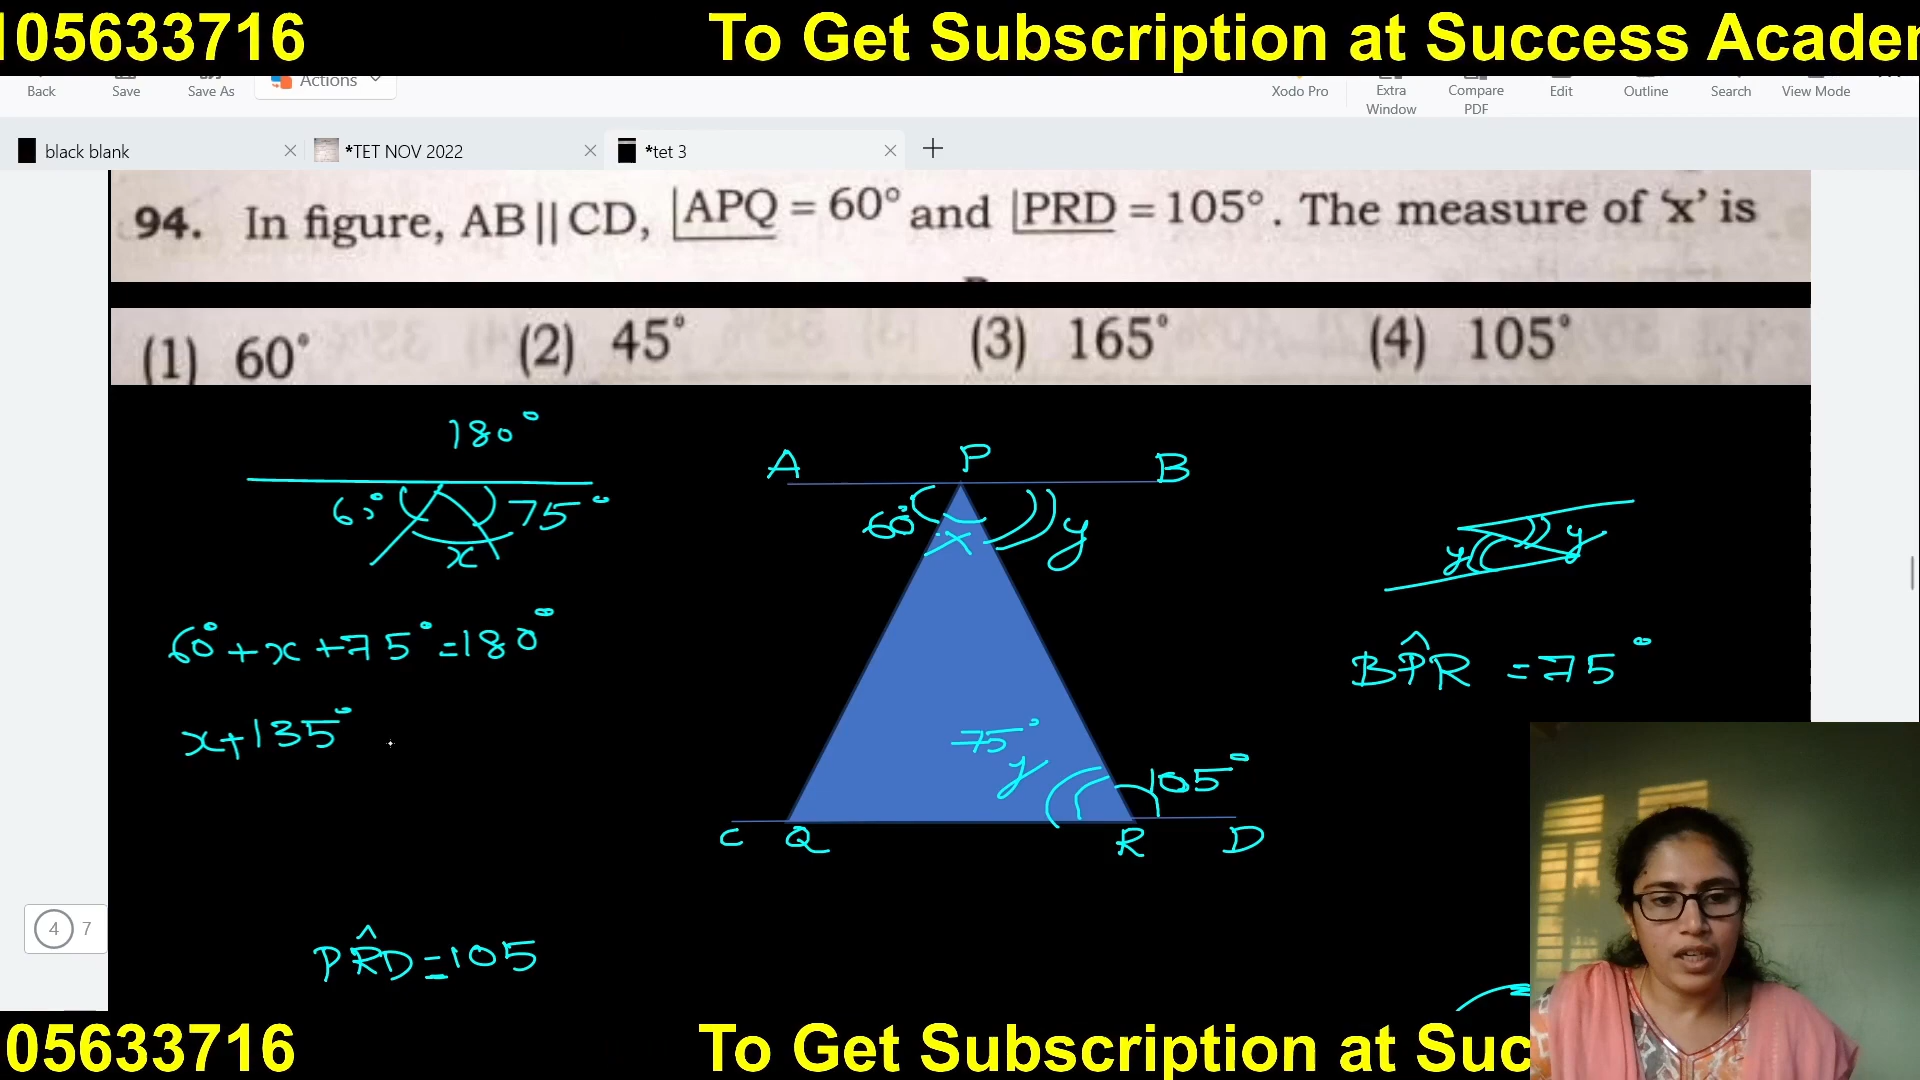 105633716 To Get Subscription at Success Acader
Back Save Save As Actions Xodo Pro Extra Window Compare PDF Edit Outline Search View Mode
black blank *TET NOV 2022 *tet 3
94. In figure, AB || CD, ∠APQ = 60° and ∠PRD = 105°. The measure of 'x' is
(1) 60° (2) 45° (3) 165° (4) 105°
180°
A P B
60° 75°
x
60° x y
y y
60° + x + 75° = 180°
BP̂R = 75°
x + 135°
75°
y 105°
C Q R D
4 7
PR̂D = 105
05633716 To Get Subscription at Suc